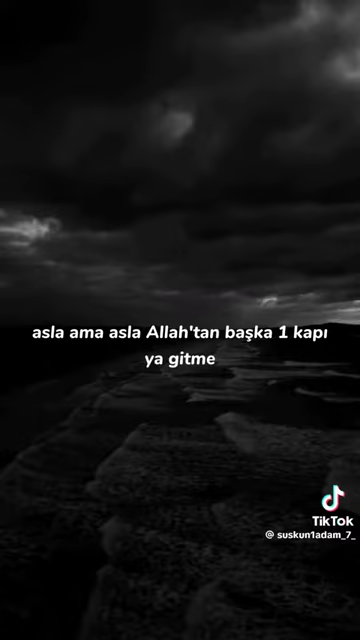 asla ama asla Allah'tan başka 1 kapı
ya gitme
TikTok
@ suskun1adam_7_